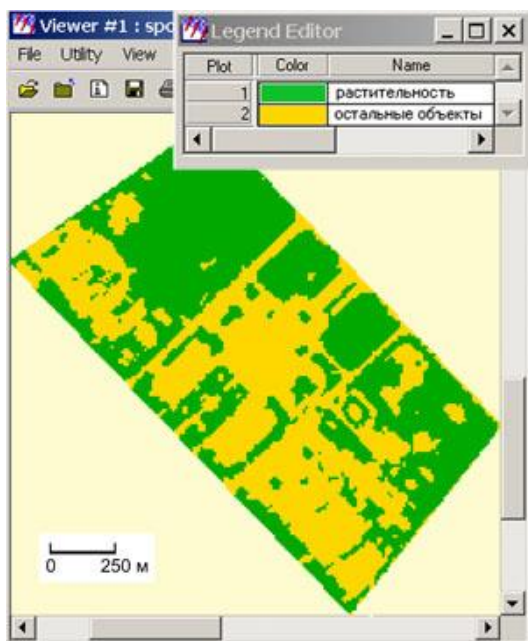 Viewer #1 : spo
Legend Editor
File Utility View
Plot Color Name
1 растительность
2 остальные объекты
0 250 м